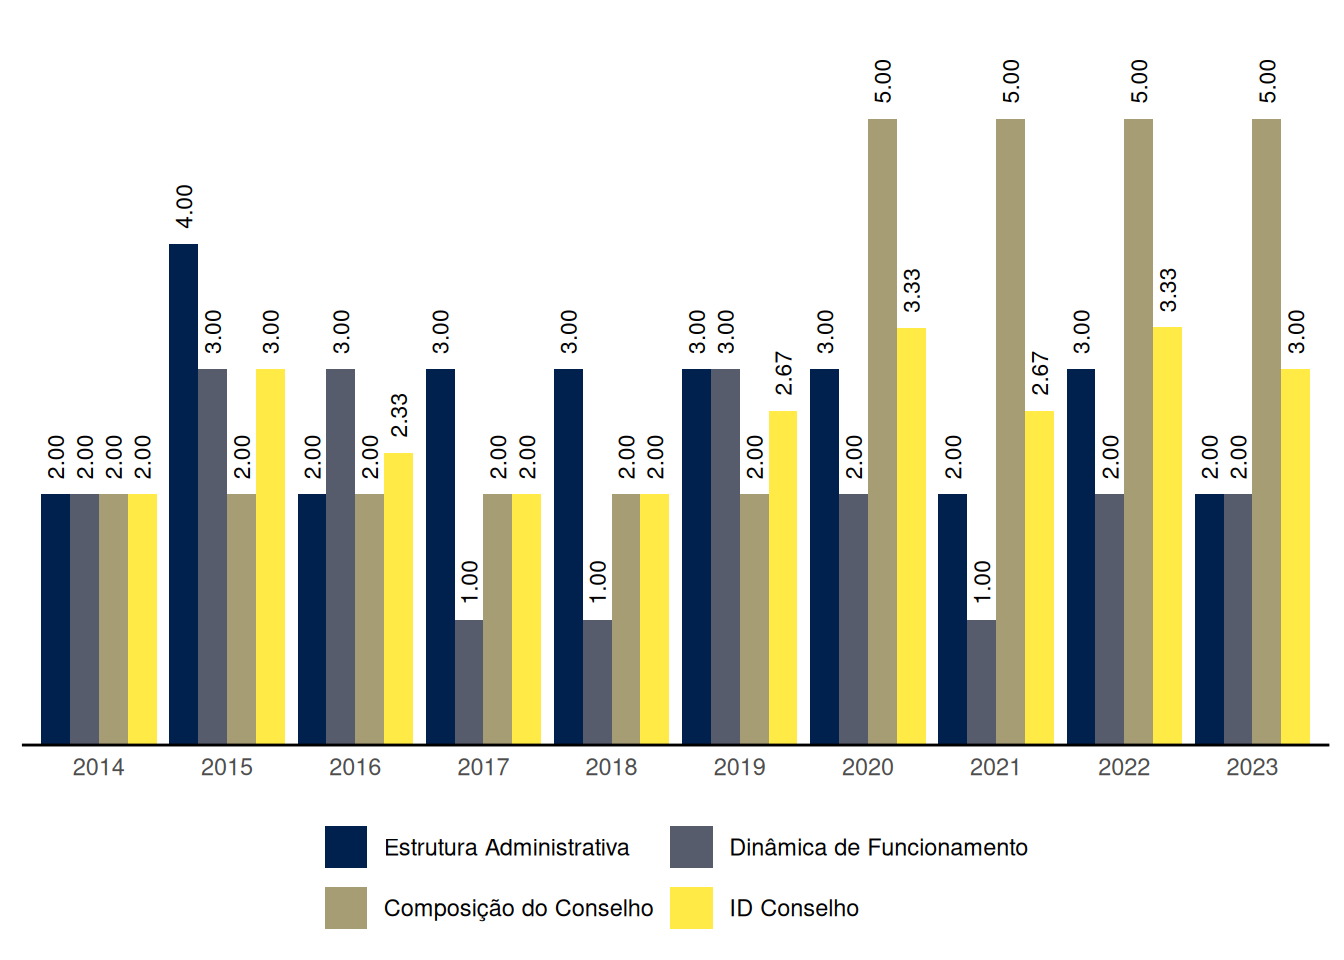 5.00 5.00 5.00 5.00
4.00
3.00 3.00 3.00 3.00 3.00 3.00 3.00 3.00 3.33 3.00 3.33 3.00
2.33 2.67 2.67
2.00 2.00 2.00 2.00 2.00 2.00 2.00 2.00 2.00 2.00 2.00 2.00 2.00 2.00 2.00 2.00 2.00
1.00 1.00 1.00
2014 2015 2016 2017 2018 2019 2020 2021 2022 2023
Estrutura Administrativa Dinâmica de Funcionamento
Composição do Conselho ID Conselho